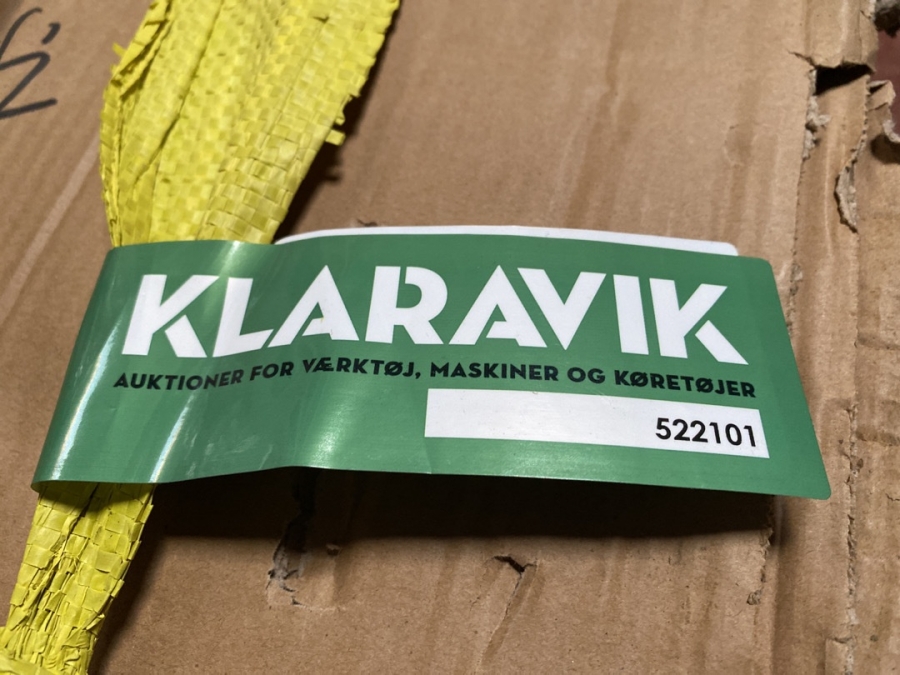 KLARAVIK
AUKTIONER FOR VÆRKTØJ, MASKINER OG KØRETØJER
522101